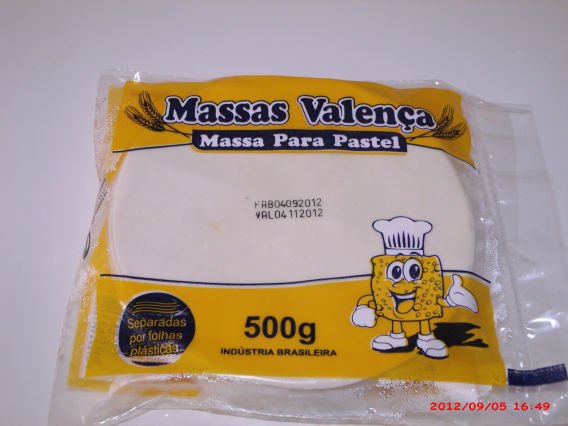 Massas Valença
Massa Para Pastel
FAB04092012
VAL04112012
Separadas
por folhas
plásticas
500g
INDÚSTRIA BRASILEIRA
2012/09/05 16:49